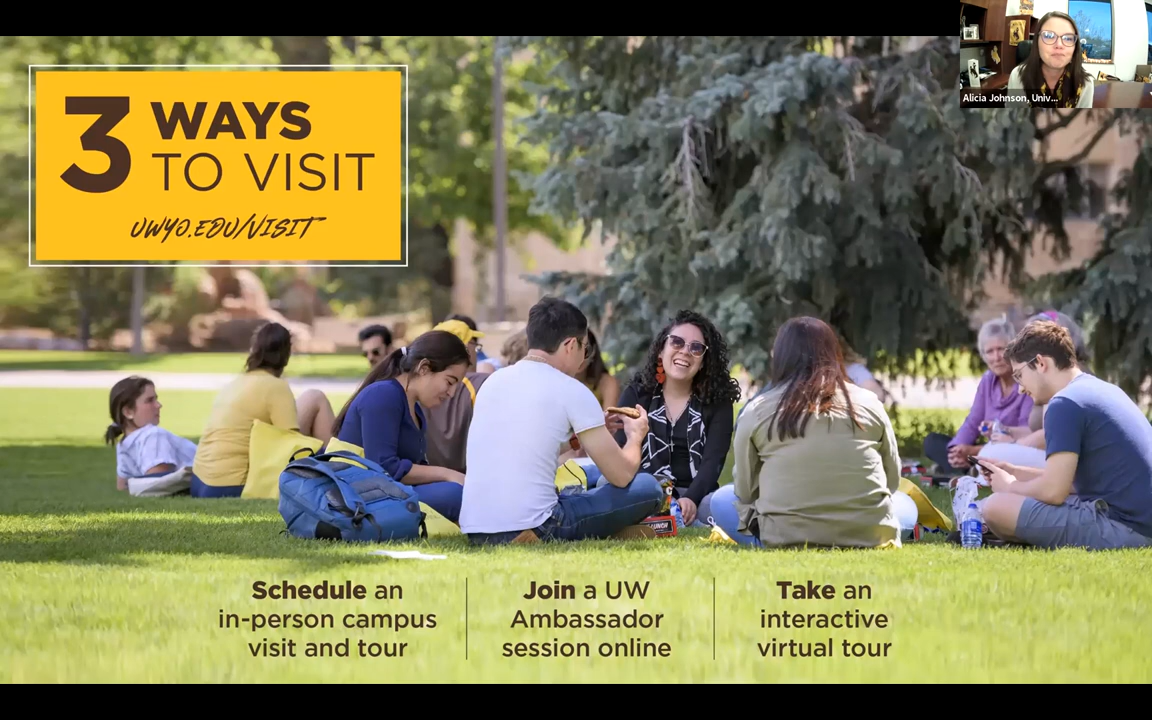 3 WAYS
TO VISIT
UWYO.EDU/VISIT
Alicia Johnson, Univ...
Schedule an
in-person campus
visit and tour
Join a UW
Ambassador
session online
Take an
interactive
virtual tour